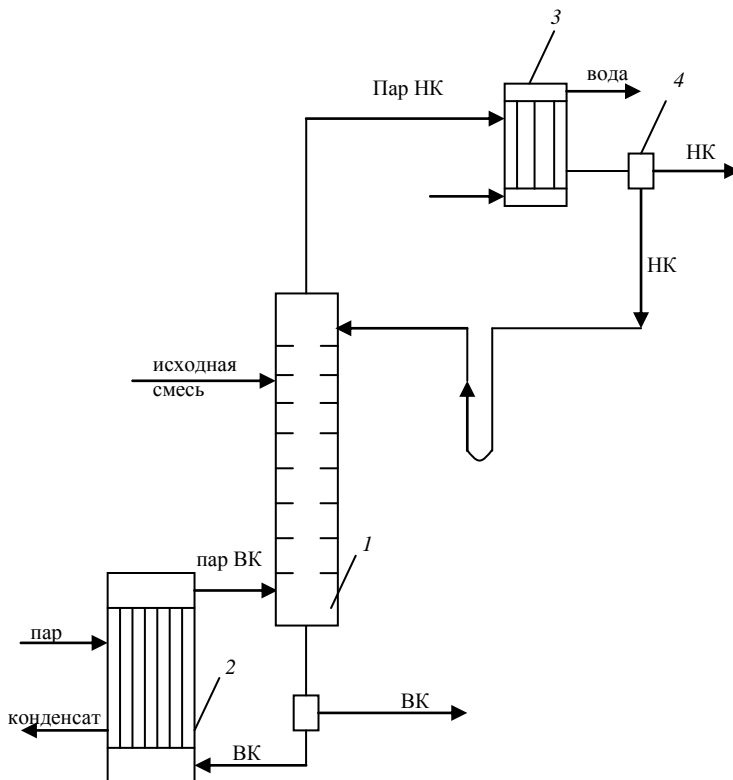 3
вода
Пар НК
4
НК
НК
исходная
смесь
1
пар ВК
пар
2
конденсат
ВК
ВК